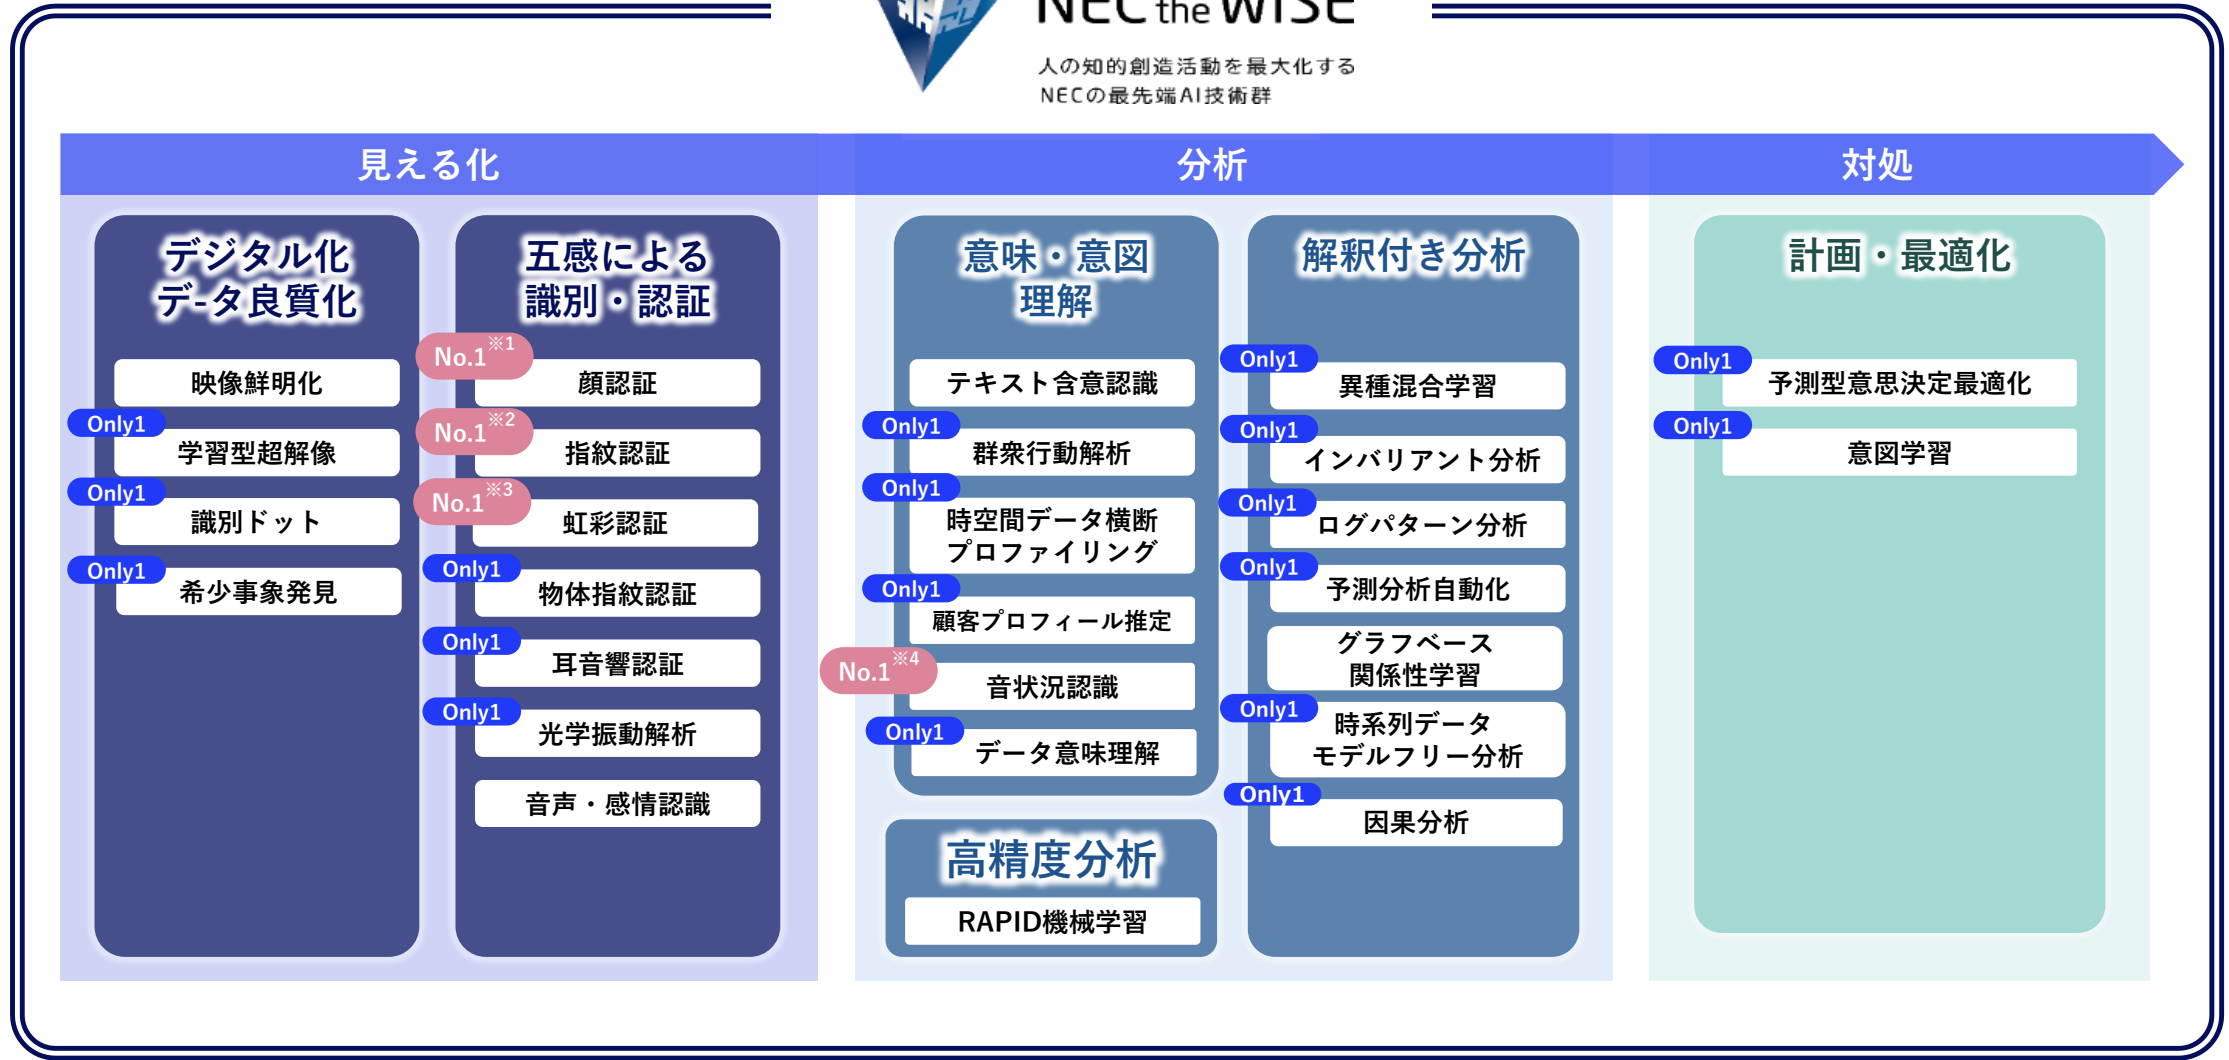 NEC the WISE
人の知的創造活動を最大化する
NECの最先端AI技術群
見える化
分析
対処
デジタル化
デ-タ良質化
映像鮮明化
Only1
学習型超解像
Only1
識別ドット
Only1
希少事象発見
五感による
識別・認証
No.1※1
顔認証
No.1※2
指紋認証
No.1※3
虹彩認証
Only1
物体指紋認証
Only1
耳音響認証
Only1
光学振動解析
音声・感情認識
意味・意図
理解
テキスト含意認識
Only1
群衆行動解析
Only1
時空間データ横断
プロファイリング
Only1
顧客プロフィール推定
No.1※4
音状況認識
Only1
データ意味理解
高精度分析
RAPID機械学習
解釈付き分析
Only1
異種混合学習
Only1
インバリアント分析
Only1
ログパターン分析
Only1
予測分析自動化
グラフベース
関係性学習
Only1
時系列データ
モデルフリー分析
Only1
因果分析
計画・最適化
Only1
予測型意思決定最適化
Only1
意図学習